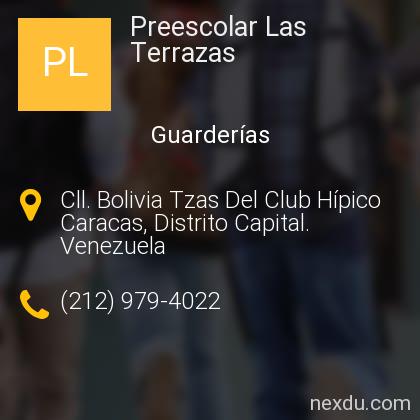 PL
Preescolar Las
Terrazas
Guarderías
Cll. Bolivia Tzas Del Club Hípico
Caracas, Distrito Capital.
Venezuela
(212) 979-4022
nexdu.com